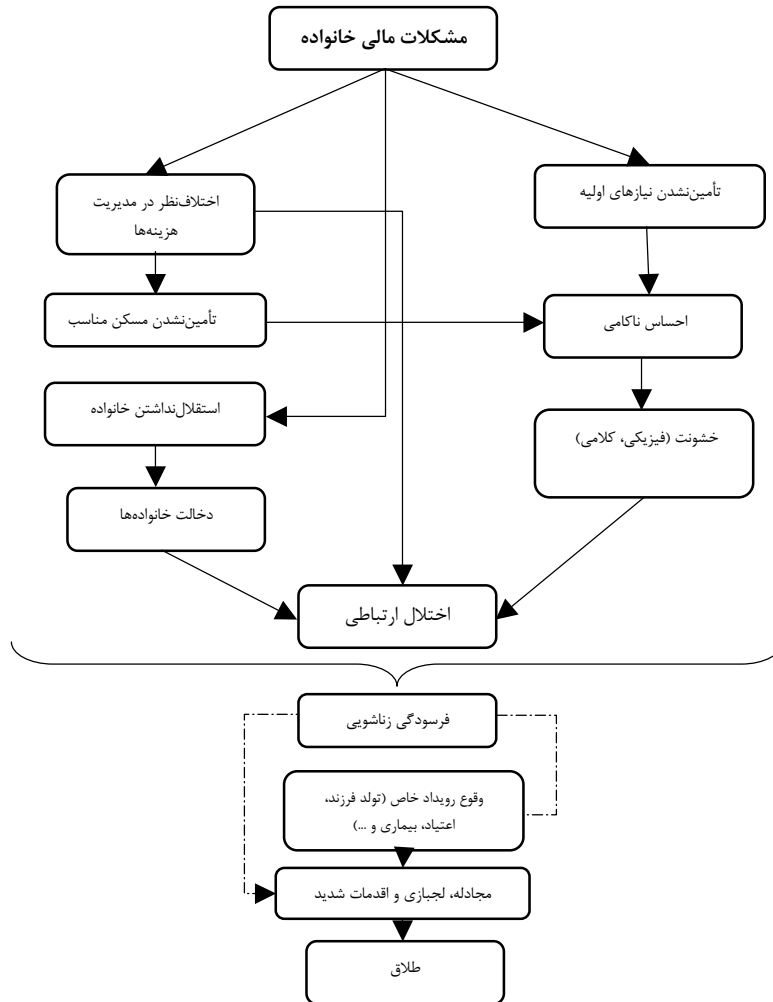 مشکلات مالی خانواده
تأمین‌نشدن نیازهای اولیه
اختلاف‌نظر در مدیریت
هزینه‌ها
احساس ناکامی
تأمین‌نشدن مسکن مناسب
خشونت (فیزیکی، کلامی)
استقلال‌نداشتن خانواده
دخالت خانواده‌ها
اختلال ارتباطی
فرسودگی زناشویی
وقوع رویداد خاص (تولد فرزند،
اعتیاد، بیماری و ...)
مجادله، لجبازی و اقدمات شدید
طلاق